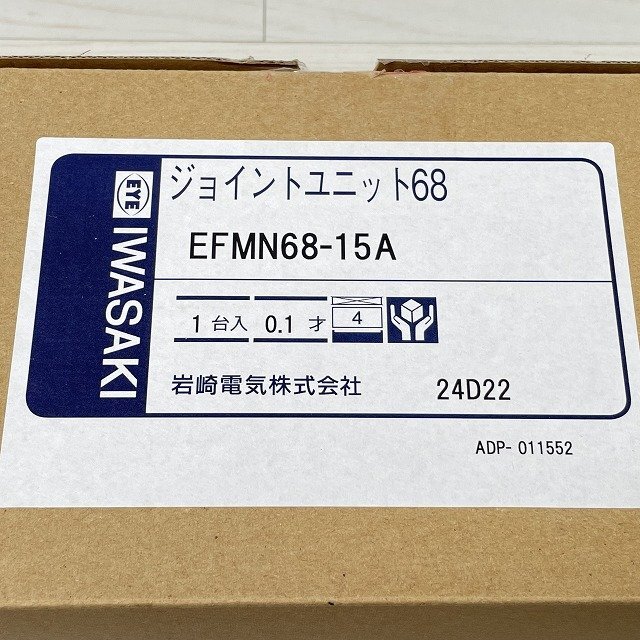 EYE
IWASAKI
ジョイントユニット68
EFMN68-15A
1 台入 0.1 才 4
岩崎電気株式会社 24D22
ADP- 011552